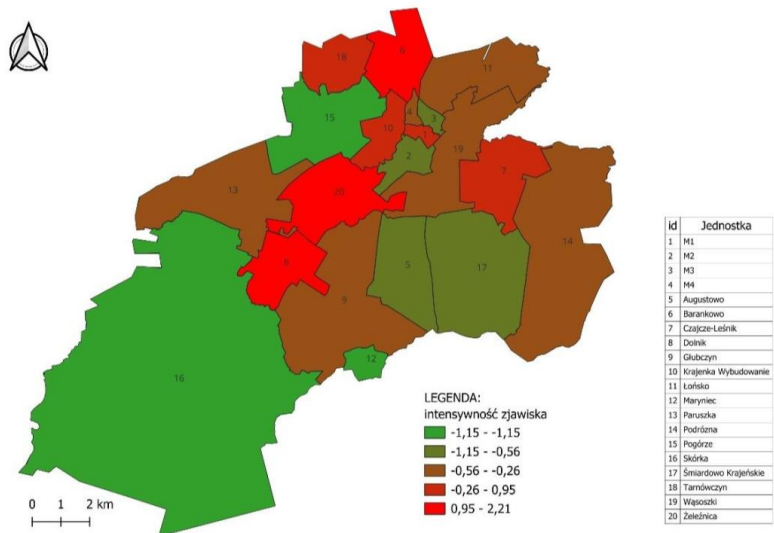 18
6
11
15
4
3
10
1
2
19
7
13
20
14
8
5
17
9
12
16
LEGENDA:
intensywność zjawiska
-1,15 - -1,15
-1,15 - -0,56
-0,56 - -0,26
-0,26 - 0,95
0,95 - 2,21
0 1 2 km
id Jednostka
1 M1
2 M2
3 M3
4 M4
5 Augustowo
6 Barankowo
7 Czajcze-Leśnik
8 Dolnik
9 Głubczyn
10 Krajenka Wybudowanie
11 Łońsko
12 Maryniec
13 Paruszka
14 Podróżna
15 Pogórze
16 Skórka
17 Śmiardowo Krajeńskie
18 Tarnówczyn
19 Wąsoszki
20 Żeleźnica